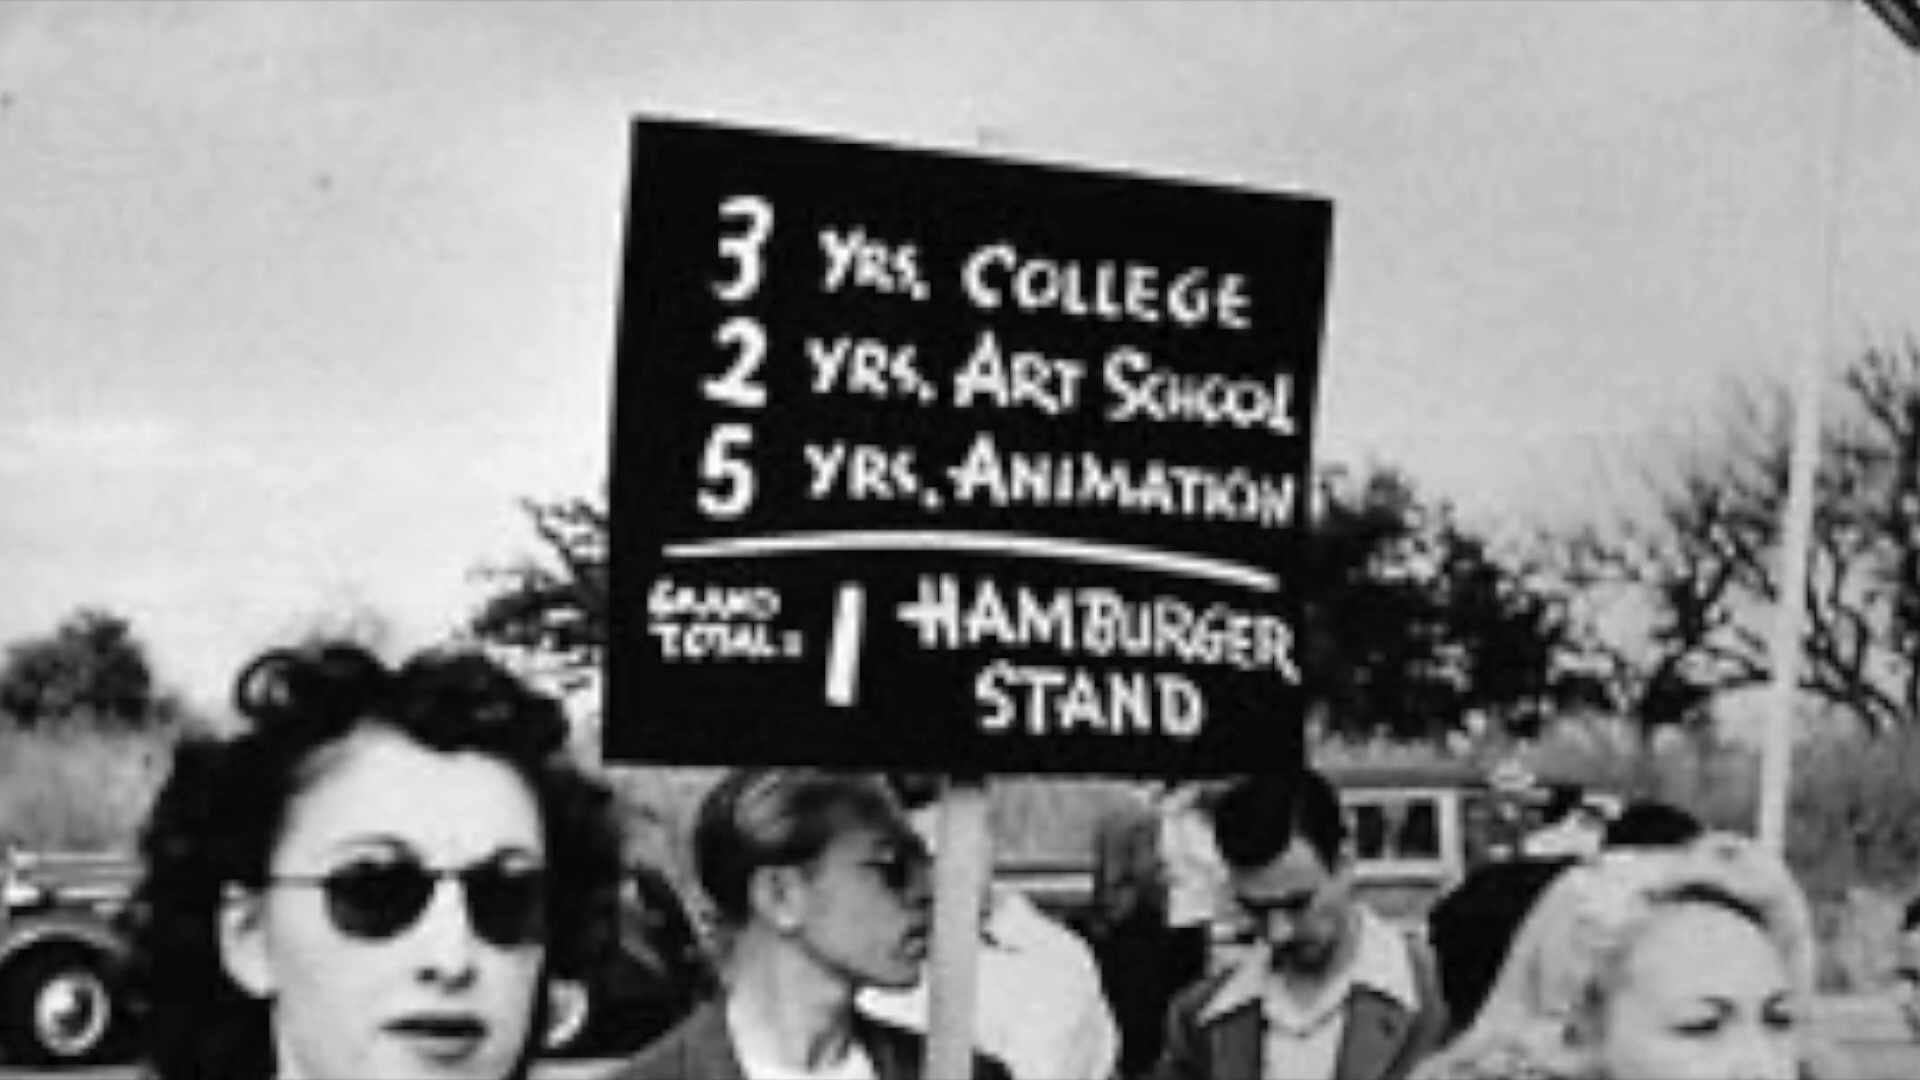 3 YRS. COLLEGE
2 YRS. ART SCHOOL
5 YRS. ANIMATION
GRAND TOTAL = 1 HAMBURGER
STAND